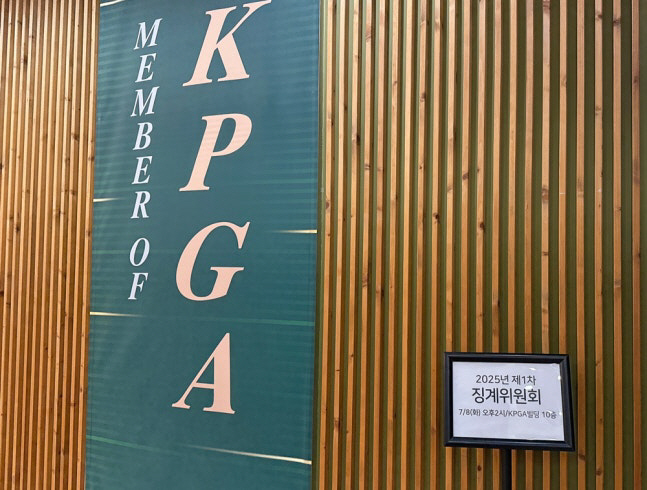 MEMBER OF
KPGA
2025년 제1차
징계위원회
7/8(화) 오후2시/KPGA빌딩 10층